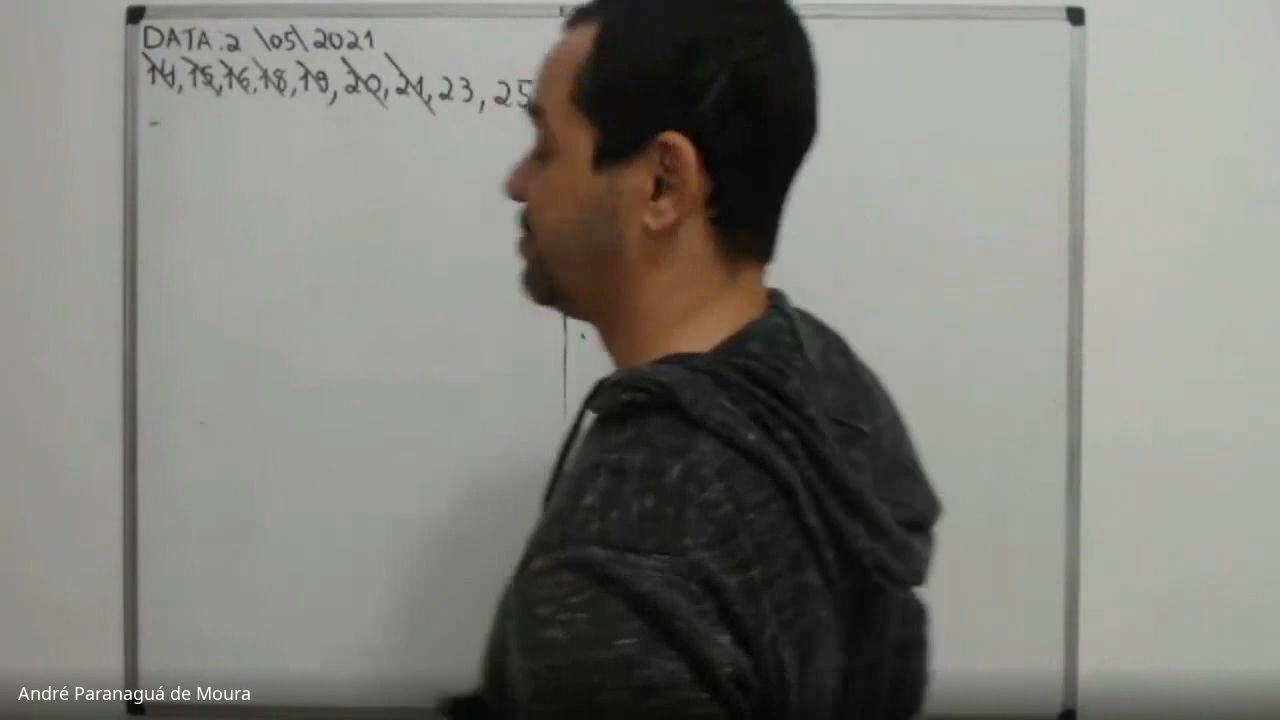 DATA: 2 \05\ 2021
14, 15, 16, 18, 19, 20, 21, 23, 25
André Paranaguá de Moura